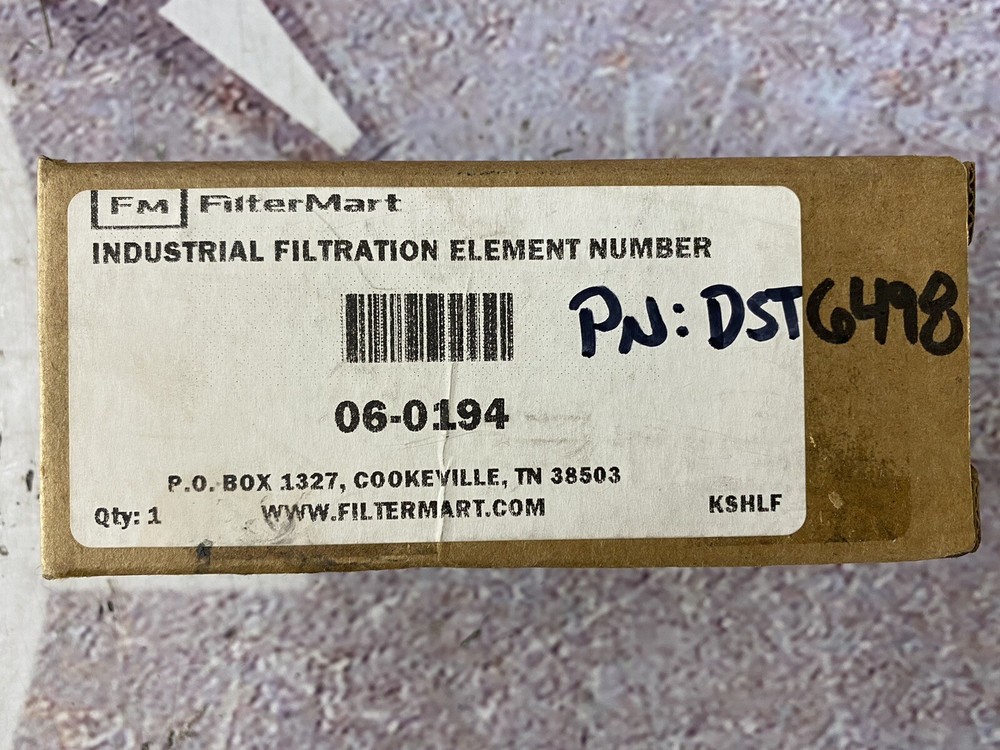 FM FilterMart
INDUSTRIAL FILTRATION ELEMENT NUMBER
PN: DST6498
06-0194
P.O. BOX 1327, COOKEVILLE, TN 38503
Qty: 1 WWW.FILTERMART.COM KSHLF